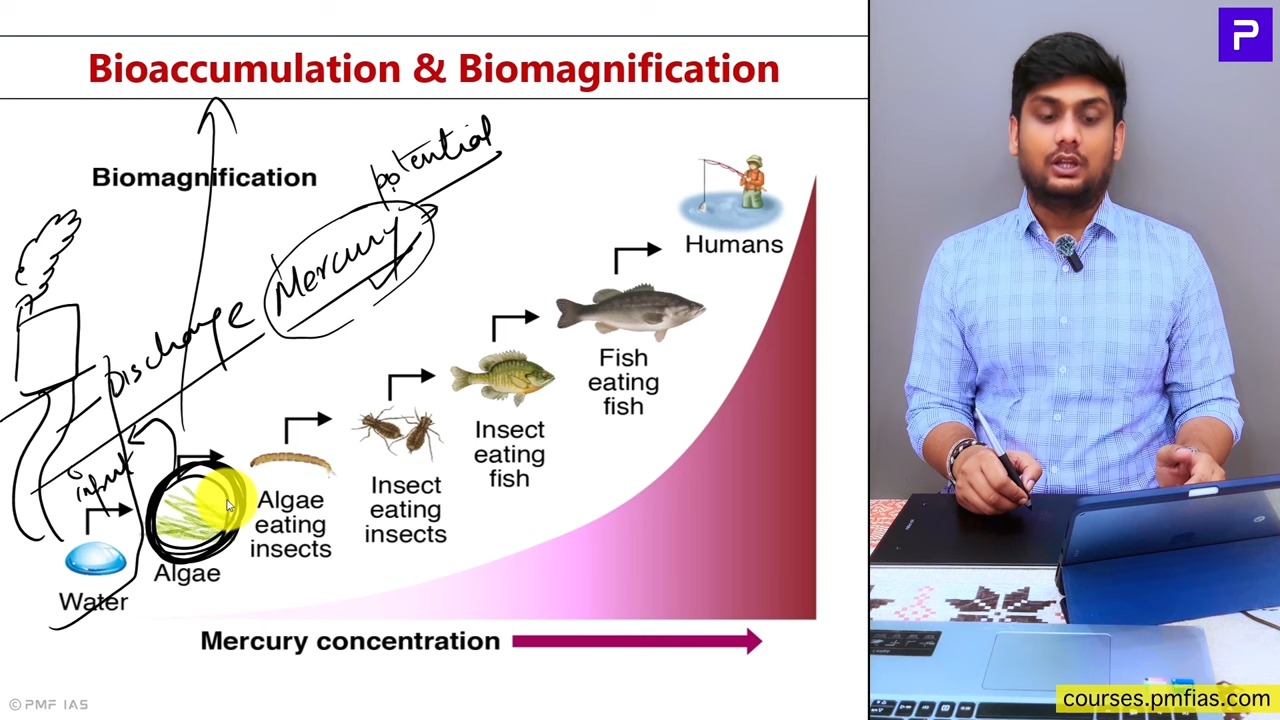 P
Bioaccumulation & Biomagnification
potential
Biomagnification
Mercury
Discharge
input
Humans
Fish
eating
fish
Insect
eating
fish
Insect
eating
insects
Algae
eating
insects
Algae
Water
Mercury concentration
© PMF IAS
courses.pmfias.com